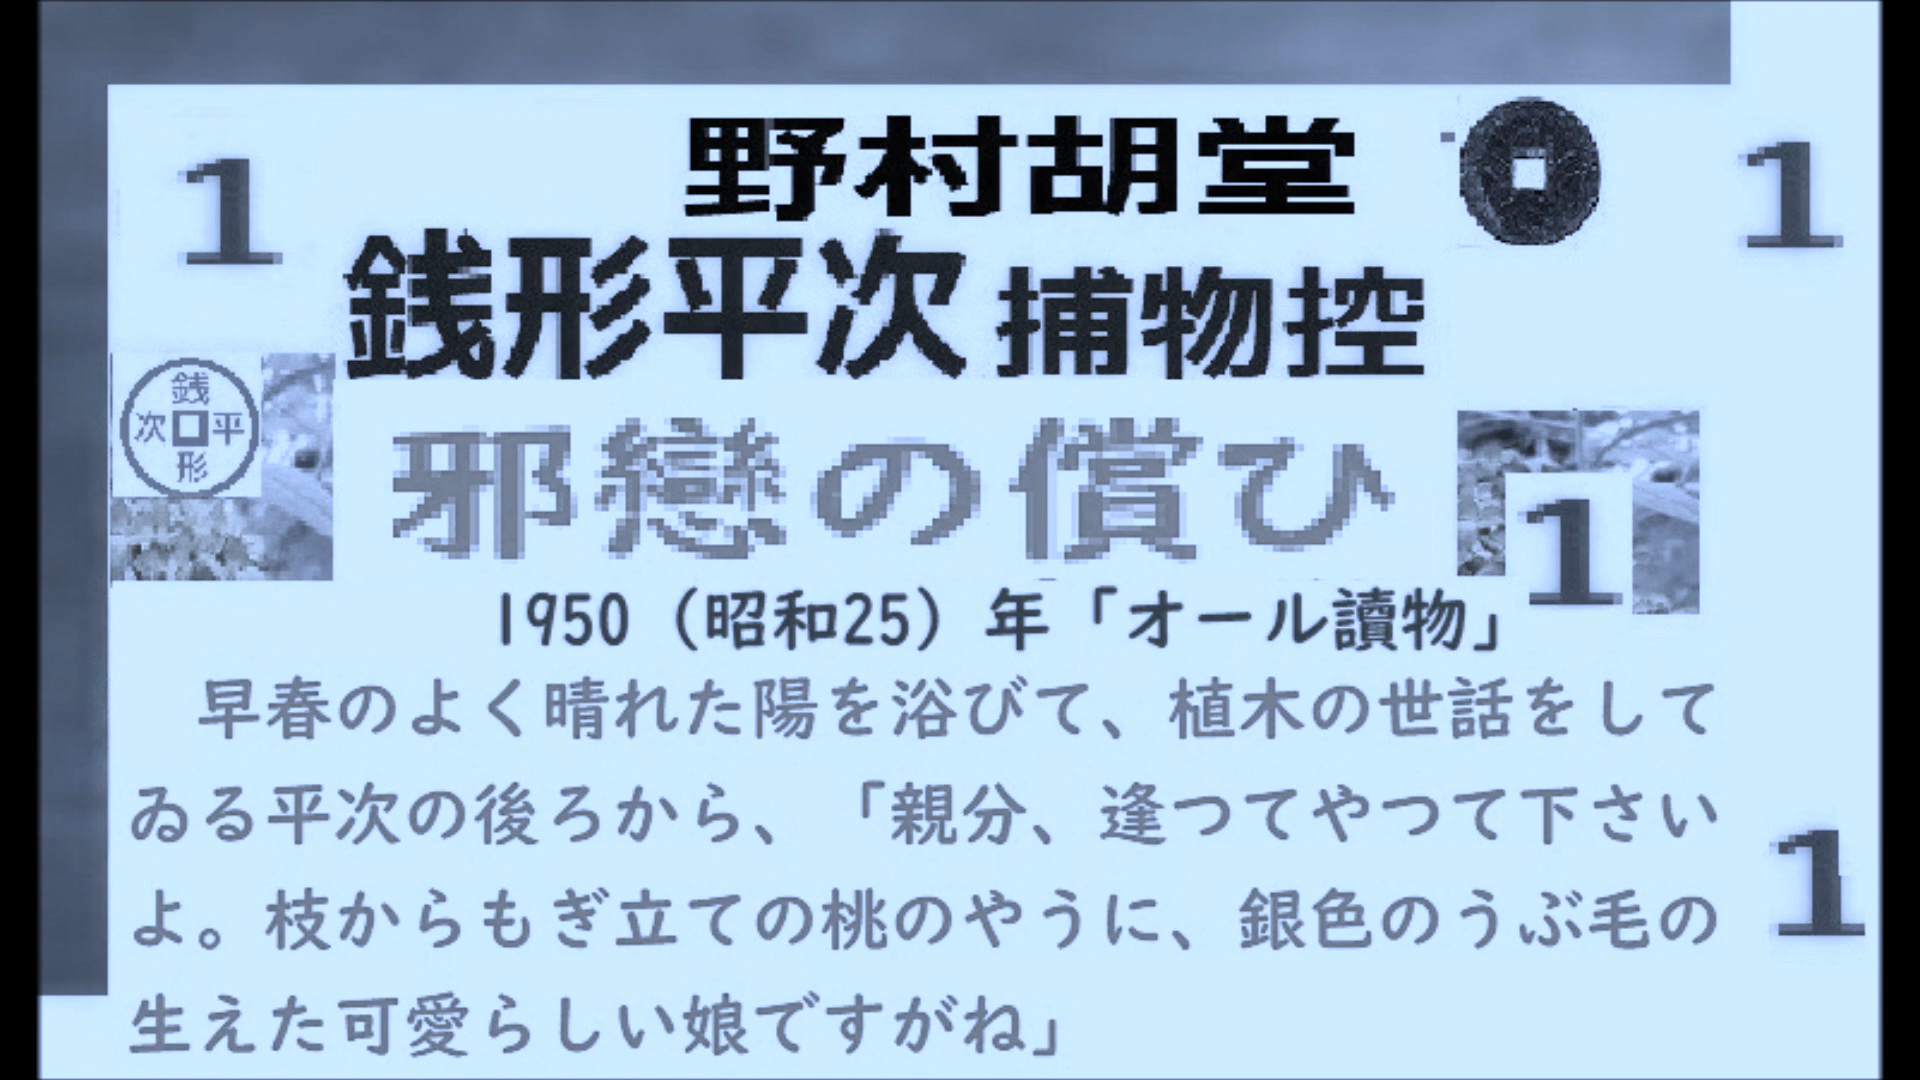 野村胡堂
1
1
銭形平次 捕物控
銭
次 平
形
邪戀の償ひ
1
1950（昭和25）年「オール讀物」
　早春のよく晴れた陽を浴びて、植木の世話をして
ゐる平次の後ろから、「親分、逢つてやつて下さい
よ。枝からもぎ立ての桃のやうに、銀色のうぶ毛の
1
生えた可愛らしい娘ですがね」